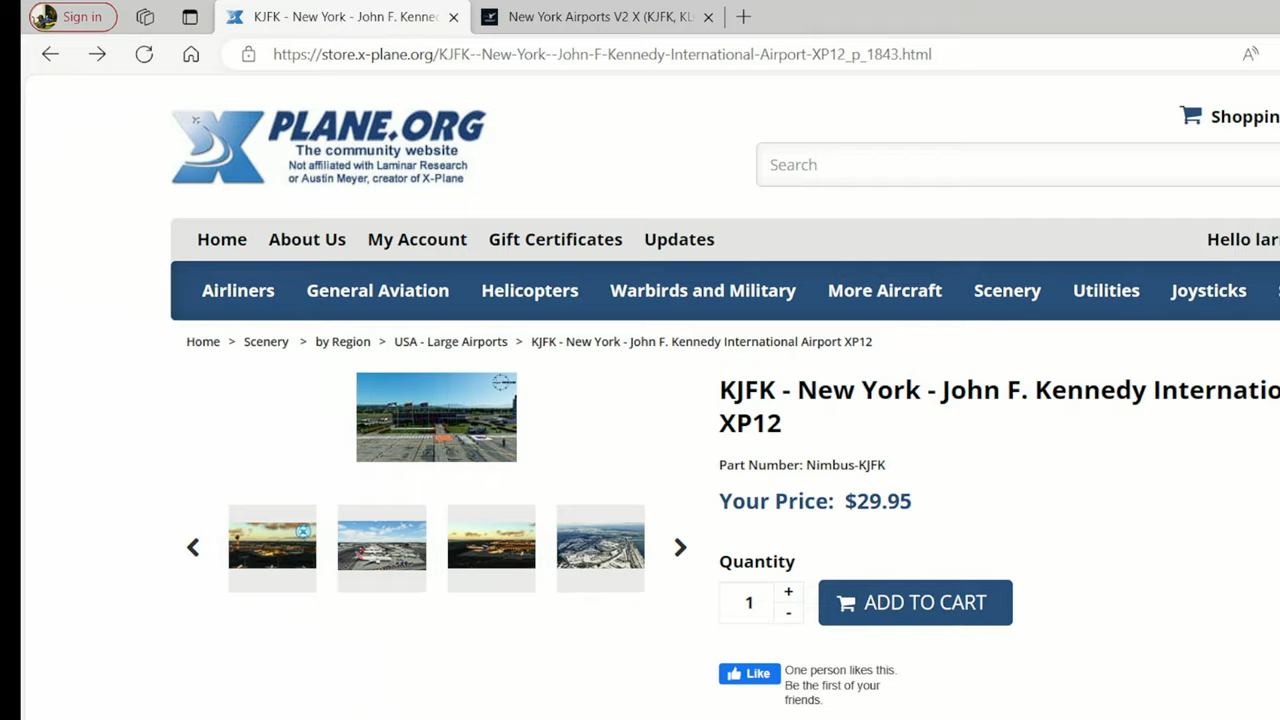 Sign in
KJFK - New York - John F. Kenned
New York Airports V2 X (KJFK, KL
https://store.x-plane.org/KJFK--New-York--John-F-Kennedy-International-Airport-XP12_p_1843.html
A
X PLANE.ORG
The community website
Not affiliated with Laminar Research
or Austin Meyer, creator of X-Plane
Shoppin
Search
Home About Us My Account Gift Certificates Updates
Hello lar
Airliners General Aviation Helicopters Warbirds and Military More Aircraft Scenery Utilities Joysticks
Home > Scenery > by Region > USA - Large Airports > KJFK - New York - John F. Kennedy International Airport XP12
KJFK - New York - John F. Kennedy Internatio
XP12
Part Number: Nimbus-KJFK
Your Price: $29.95
Quantity
1
+
-
ADD TO CART
Like
One person likes this.
Be the first of your
friends.